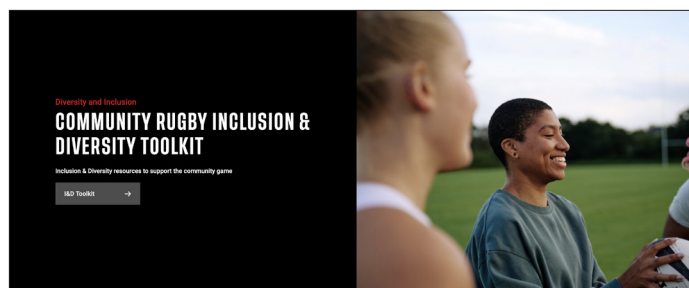 Diversity and Inclusion
COMMUNITY RUGBY INCLUSION &
DIVERSITY TOOLKIT
Inclusion & Diversity resources to support the community game
I&D Toolkit